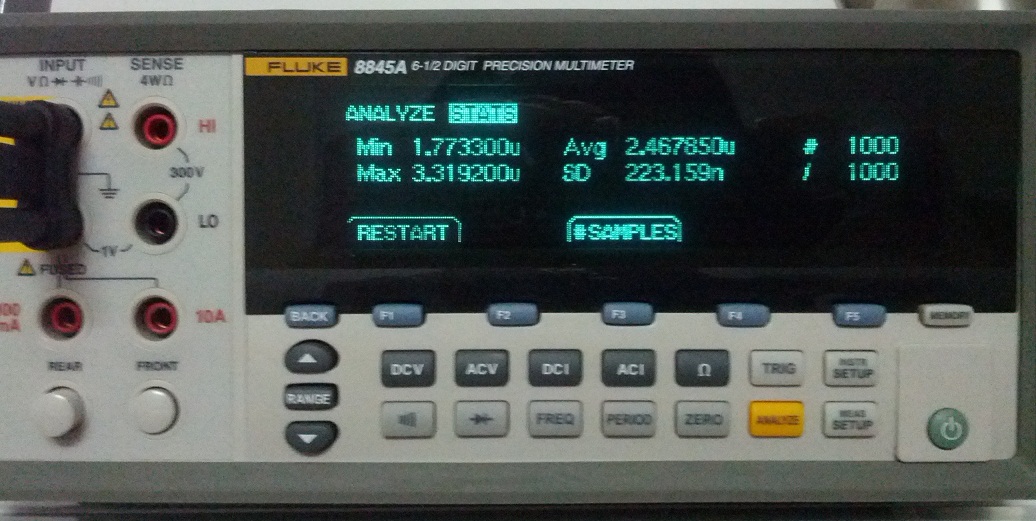 INPUT
VΩ
SENSE
4WΩ
HI
300V
LO
1V
FUSED
mA
10A
REAR
FRONT
FLUKE 8845A 6-1/2 DIGIT PRECISION MULTIMETER
ANALYZE STATS
Min 1.773300u Avg 2.467850u # 1000
Max 3.319200u SD 223.159n / 1000
RESTART #SAMPLES
BACK F1 F2 F3 F4 F5 MEMORY
RANGE
DCV ACV DCI ACI Ω TRIG INSTR SETUP
FREQ PERIOD ZERO ANALYZE MEAS SETUP